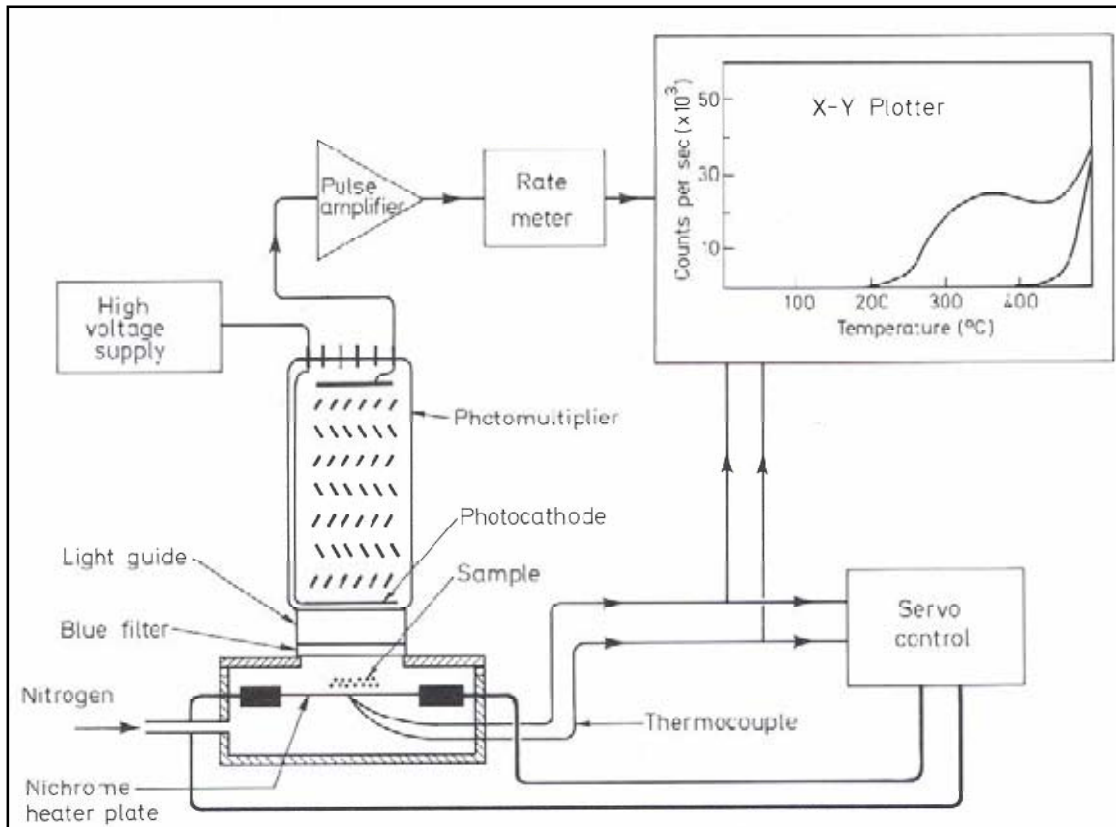 X-Y Plotter
Counts per sec (x10³)
50
30
10
100
200
300
400
Temperature (°C)
Pulse
amplifier
Rate
meter
High
voltage
supply
Photomultiplier
Photocathode
Light guide
Sample
Blue filter
Servo
control
Nitrogen
Thermocouple
Nichrome
heater plate